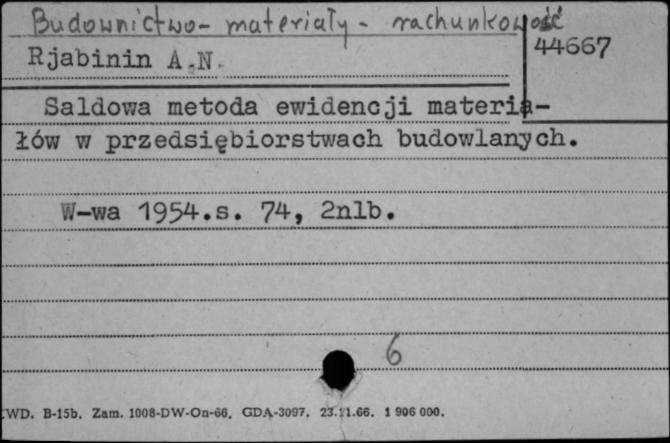 Budownictwo - materiały - rachunkowość
44667
Rjabinin A.N.
Saldowa metoda ewidencji materia-
łów w przedsiębiorstwach budowlanych.
W-wa 1954.s. 74, 2nlb.
6
WD. B-15b. Zam. 1008-DW-On-66. GDA-3097. 23.11.66. 1 906 000.